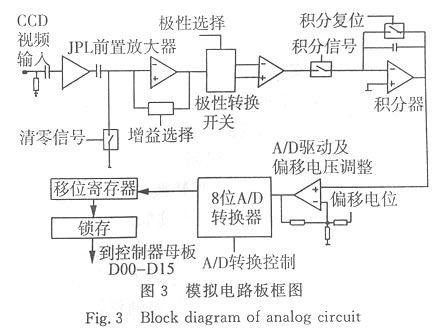 CCD
视频
输入
JPL前置放大器
极性选择
积分复位
积分信号
清零信号
增益选择
极性转换
开关
积分器
A/D驱动及
偏移电压调整
移位寄存器
8位A/D
转换器
偏移电位
锁存
到控制器母板
D00-D15
A/D转换控制
图 3 模拟电路板框图
Fig. 3 Block diagram of analog circuit